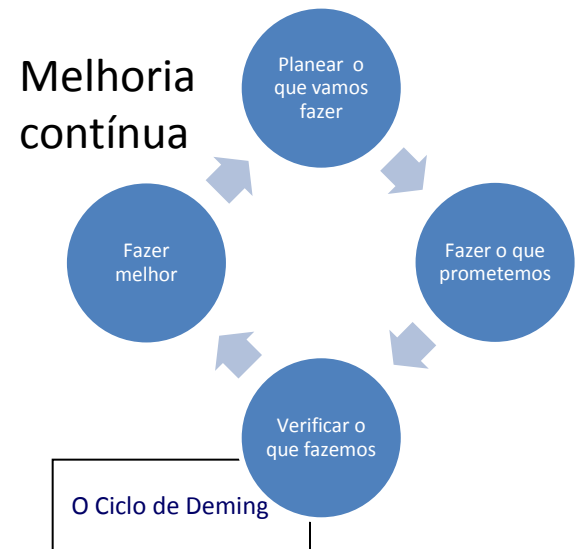 Melhoria
contínua
Planear o
que vamos
fazer
Fazer o que
prometemos
Verificar o
que fazemos
Fazer
melhor
O Ciclo de Deming